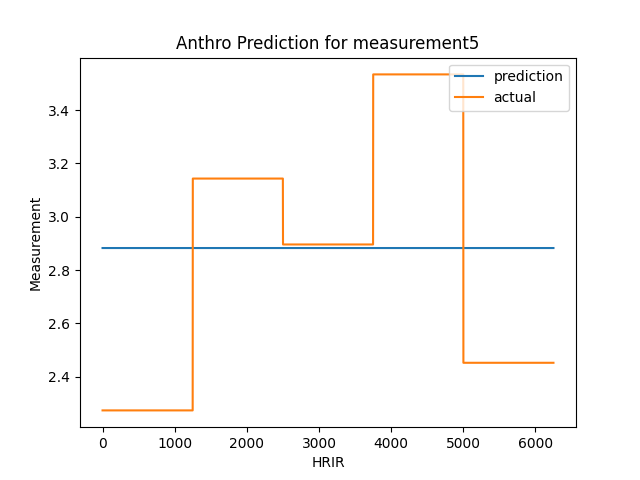 Anthro Prediction for measurement5
prediction
actual
Measurement
3.4
3.2
3.0
2.8
2.6
2.4
0 1000 2000 3000 4000 5000 6000
HRIR